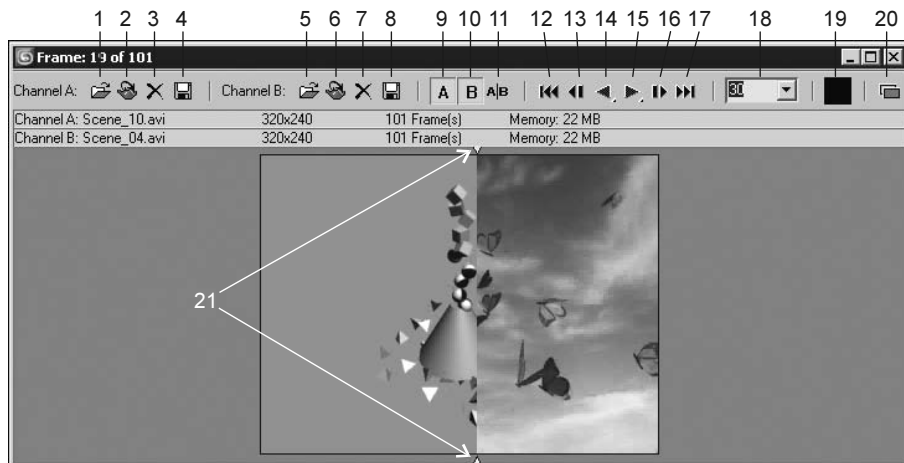 1 2 3 4 5 6 7 8 9 10 11 12 13 14 15 16 17 18 19 20
Frame: 19 of 101
Channel A: Channel B: A B A|B 30
Channel A: Scene_10.avi 320x240 101 Frame(s) Memory: 22 MB
Channel B: Scene_04.avi 320x240 101 Frame(s) Memory: 22 MB
21